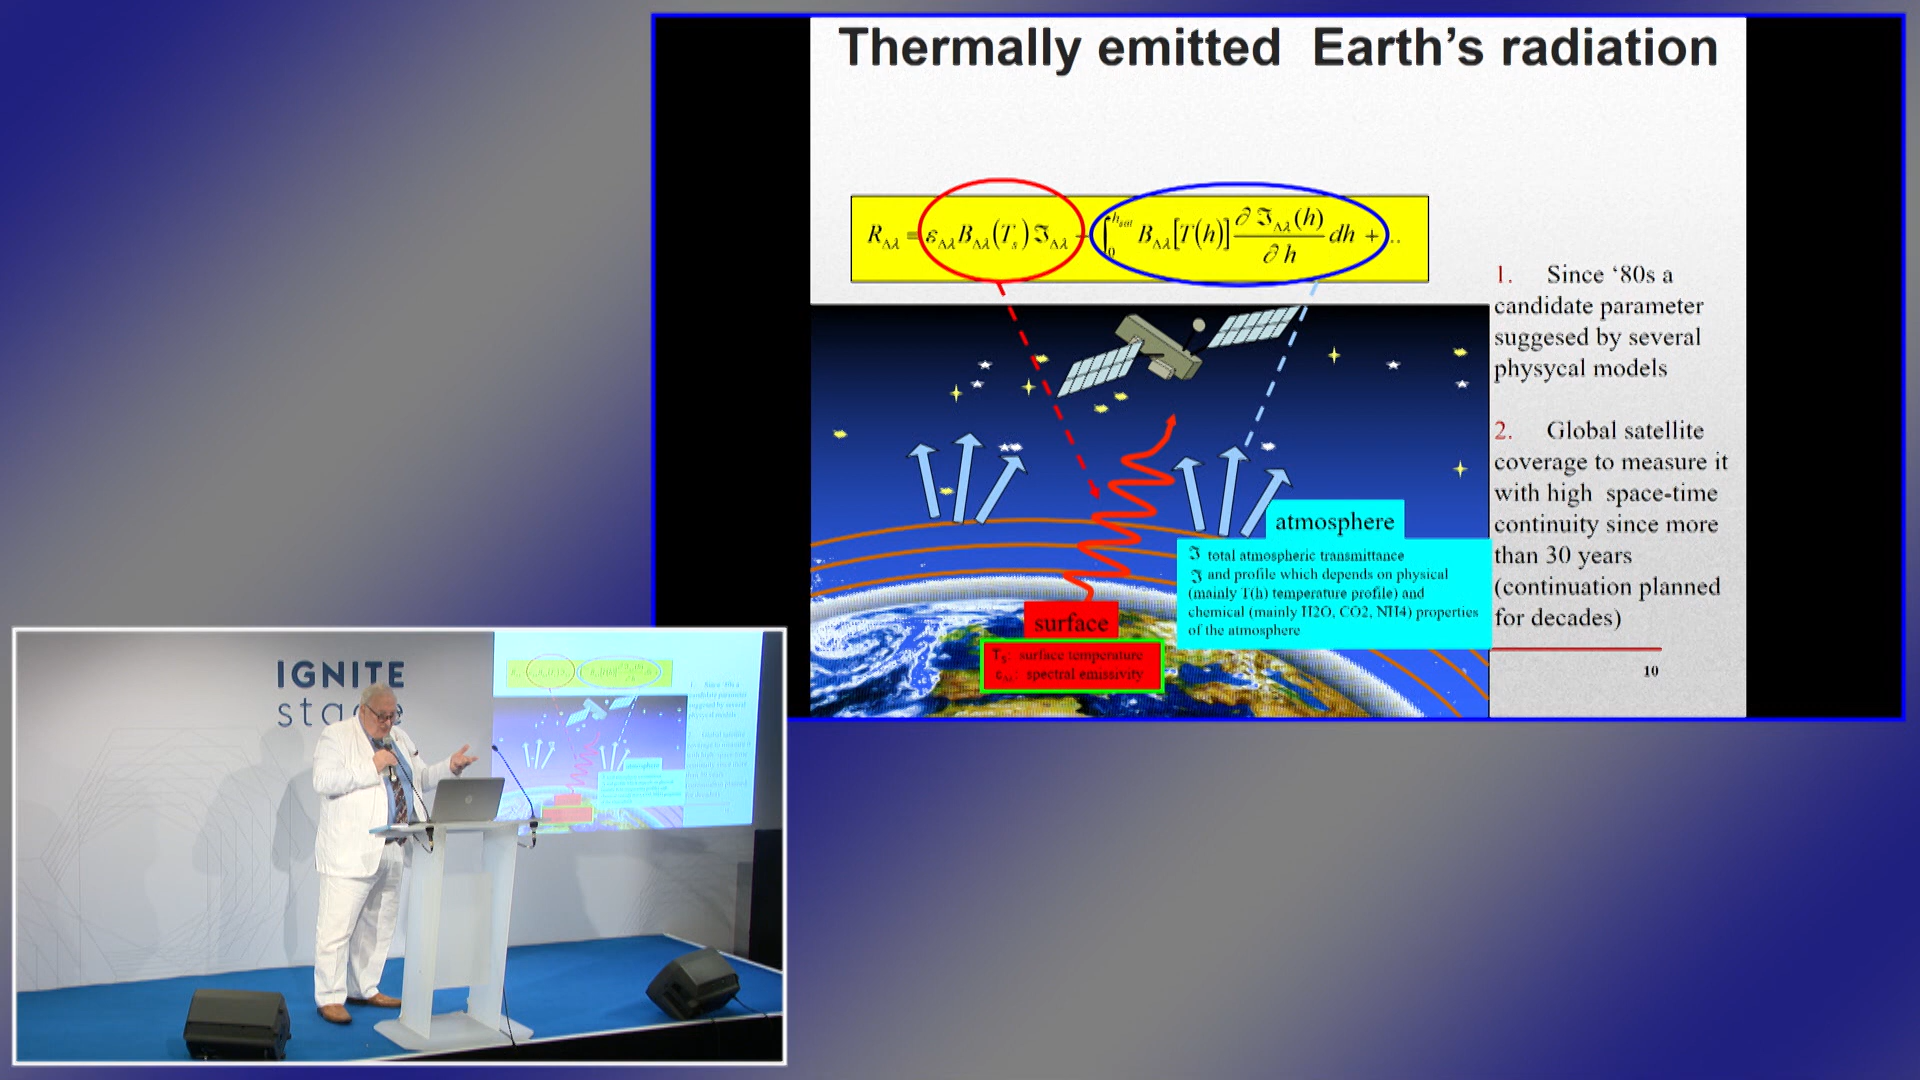 Thermally emitted Earth’s radiation
R_Δλ = ε_Δλ B_Δλ(T_s) ℑ_Δλ + ∫_0^{h_sat} B_Δλ[T(h)] ∂ ℑ_Δλ(h) / ∂ h dh + ..
1. Since ‘80s a
candidate parameter
suggesed by several
physycal models
2. Global satellite
coverage to measure it
with high space-time
continuity since more
than 30 years
(continuation planned
for decades)
10
atmosphere
ℑ total atmospheric transmittance
ℑ and profile which depends on physical
(mainly T(h) temperature profile) and
chemical (mainly H2O, CO2, NH4) properties
of the atmosphere
surface
T_S: surface temperature
ε_Δλ: spectral emissivity
IGNITE
stage